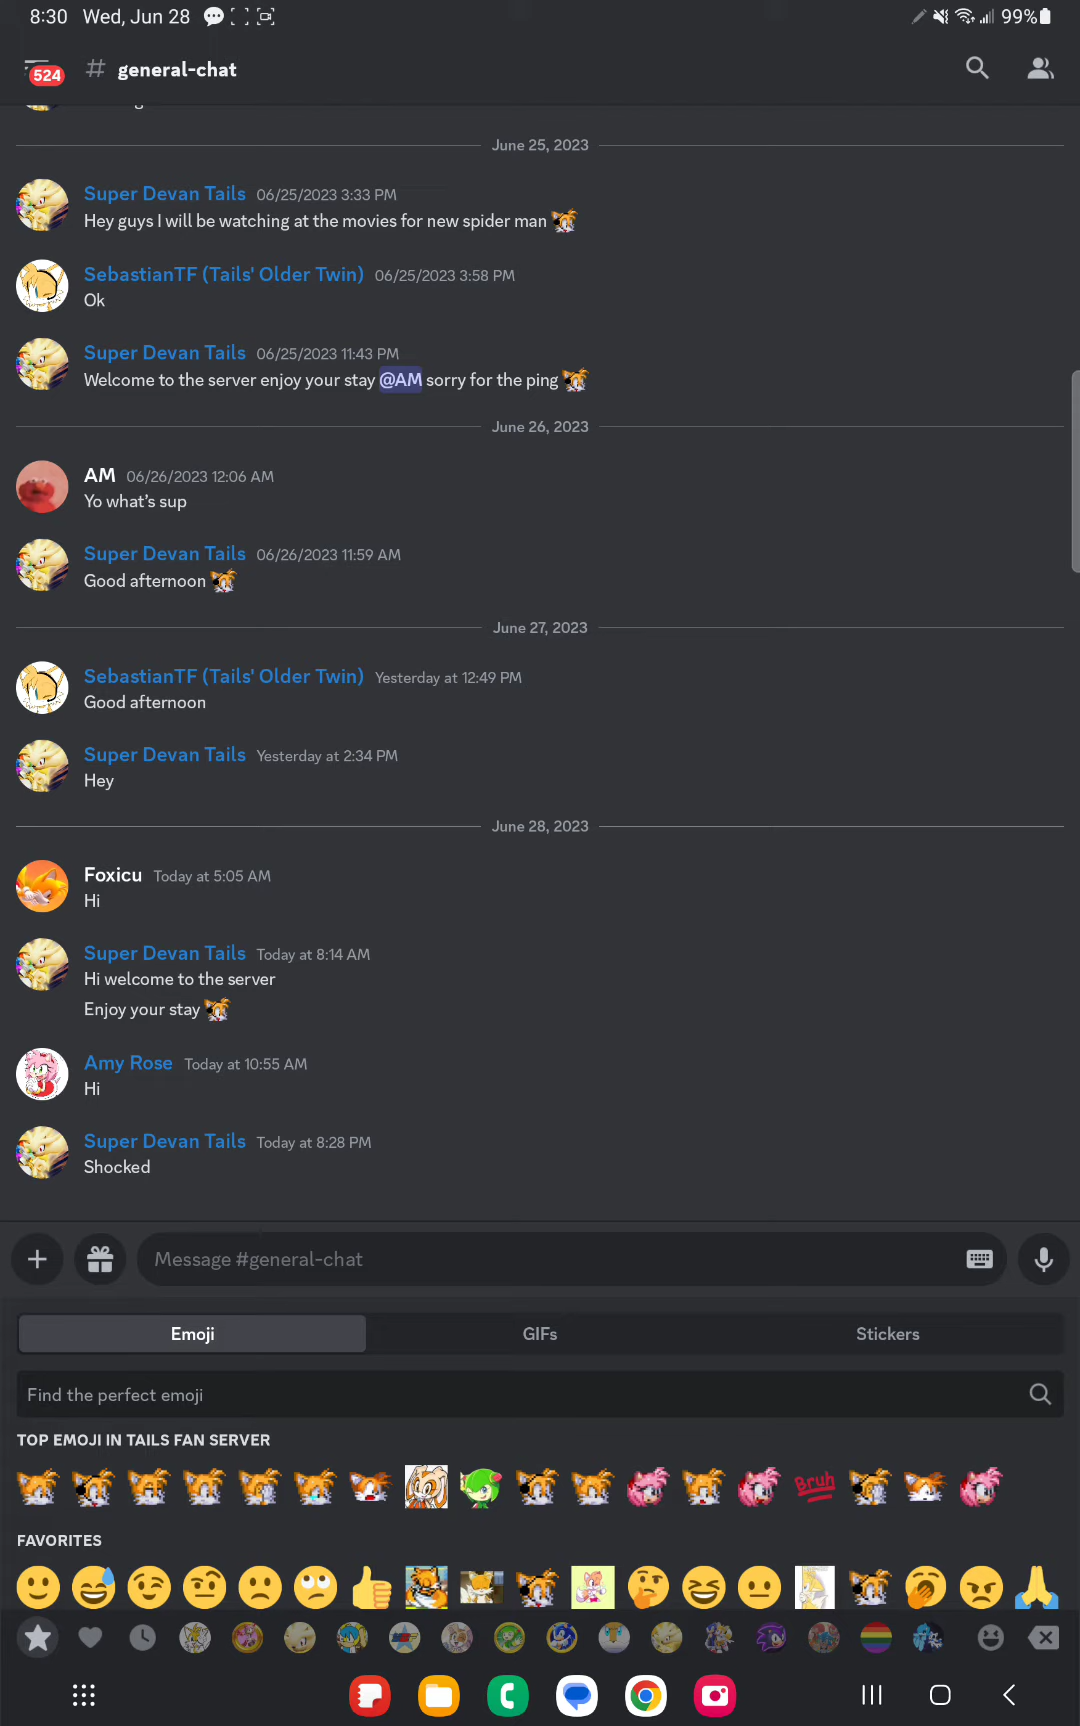 8:30 Wed, Jun 28 99%
524 # general-chat
June 25, 2023
Super Devan Tails 06/25/2023 3:33 PM
Hey guys I will be watching at the movies for new spider man
SebastianTF (Tails' Older Twin) 06/25/2023 3:58 PM
Ok
Super Devan Tails 06/25/2023 11:43 PM
Welcome to the server enjoy your stay @AM sorry for the ping
June 26, 2023
AM 06/26/2023 12:06 AM
Yo what's sup
Super Devan Tails 06/26/2023 11:59 AM
Good afternoon
June 27, 2023
SebastianTF (Tails' Older Twin) Yesterday at 12:49 PM
Good afternoon
Super Devan Tails Yesterday at 2:34 PM
Hey
June 28, 2023
Foxicu Today at 5:05 AM
Hi
Super Devan Tails Today at 8:14 AM
Hi welcome to the server
Enjoy your stay
Amy Rose Today at 10:55 AM
Hi
Super Devan Tails Today at 8:28 PM
Shocked
Message #general-chat
Emoji GIFs Stickers
Find the perfect emoji
TOP EMOJI IN TAILS FAN SERVER
Bruh
FAVORITES